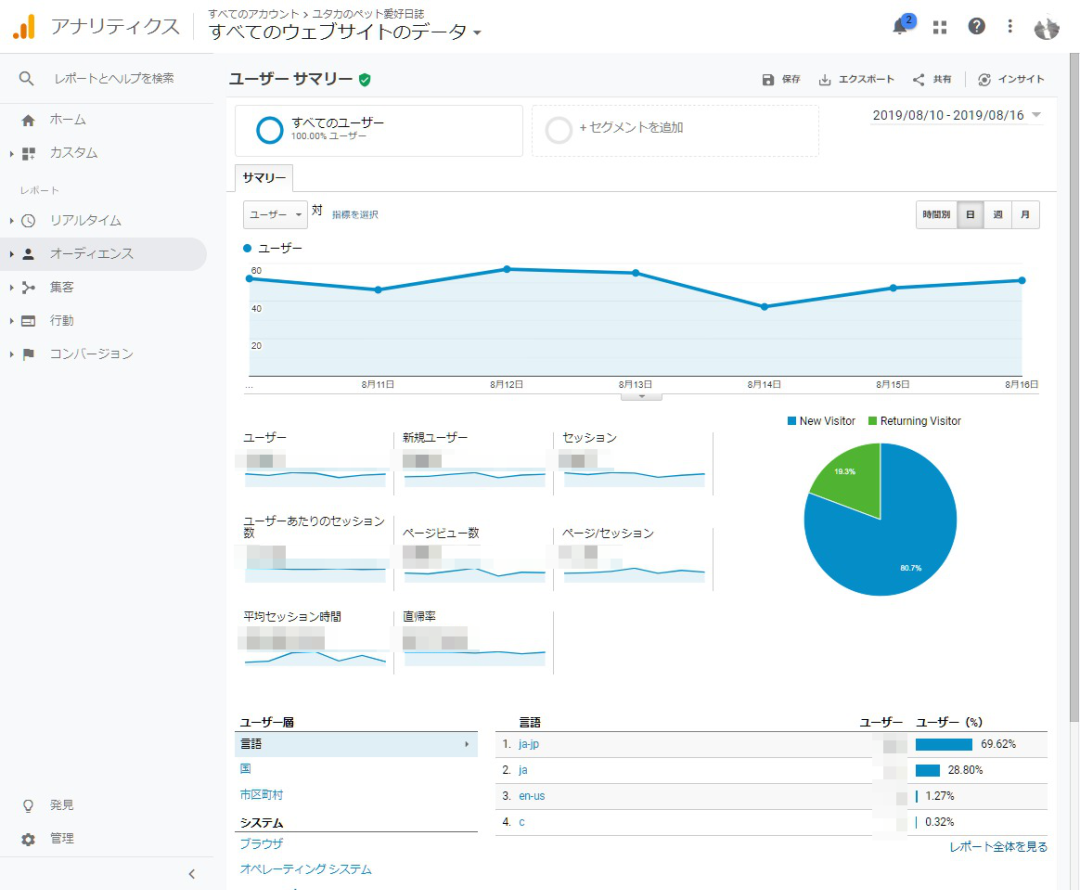 アナリティクス
すべてのアカウント > ユタカのペット愛好日誌
すべてのウェブサイトのデータ
2
レポートとヘルプを検索
ホーム
カスタム
レポート
リアルタイム
オーディエンス
集客
行動
コンバージョン
発見
管理
ユーザー サマリー
保存
エクスポート
共有
インサイト
すべてのユーザー
100.00% ユーザー
+ セグメントを追加
2019/08/10 - 2019/08/16
サマリー
ユーザー
対
指標を選択
時間別
日
週
月
ユーザー
60
40
20
...
8月11日
8月12日
8月13日
8月14日
8月15日
8月16日
New Visitor
Returning Visitor
19.3%
80.7%
ユーザー
新規ユーザー
セッション
ユーザーあたりのセッション
数
ページビュー数
ページ/セッション
平均セッション時間
直帰率
ユーザー層
言語
国
市区町村
システム
ブラウザ
オペレーティング システム
言語
ユーザー
ユーザー (%)
1. ja-jp
69.62%
2. ja
28.80%
3. en-us
1.27%
4. c
0.32%
レポート全体を見る